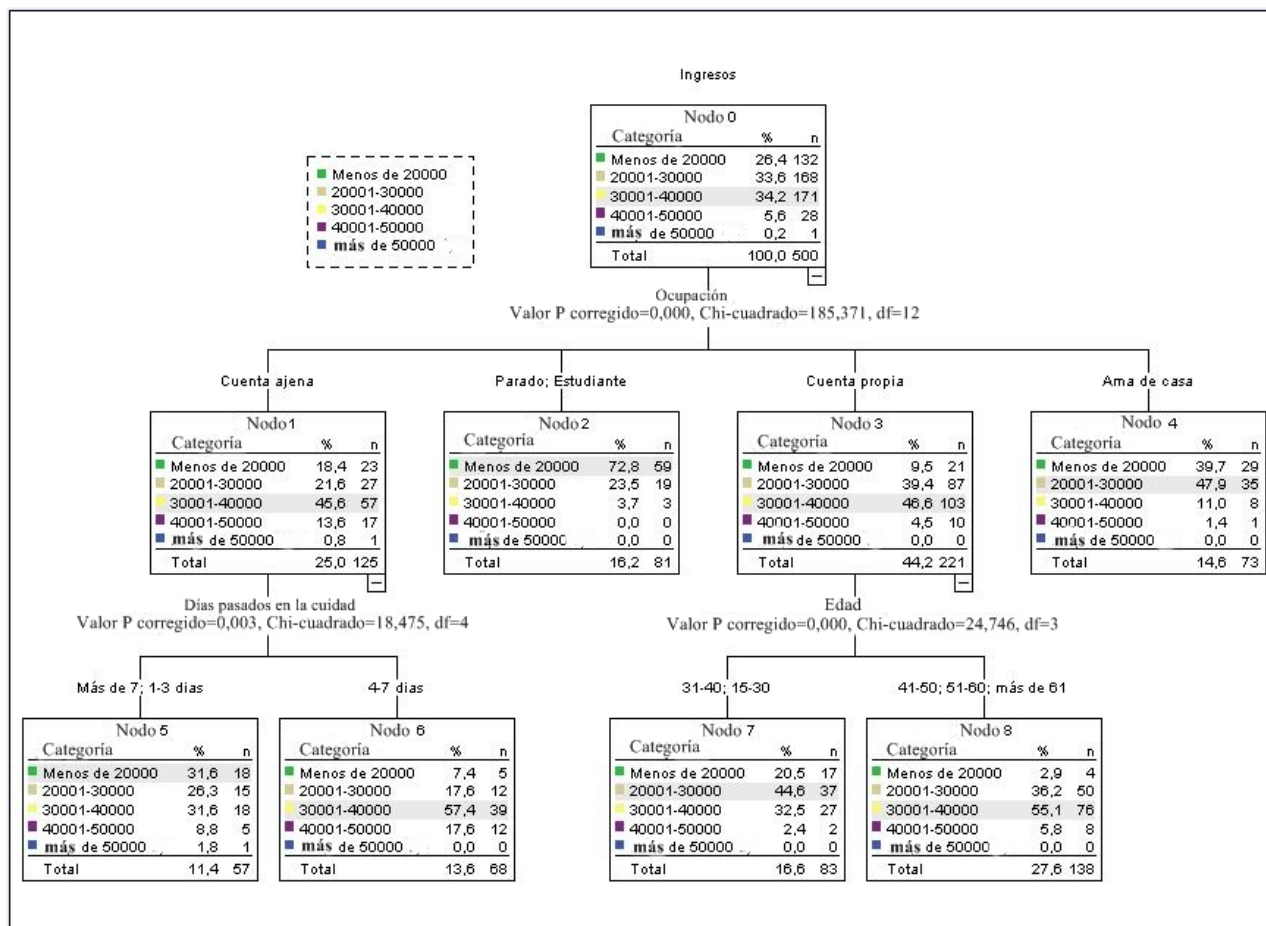 Ingresos
Nodo 0
Categoría % n
Menos de 20000 26,4 132
20001-30000 33,6 168
30001-40000 34,2 171
40001-50000 5,6 28
más de 50000 0,2 1
Total 100,0 500
Menos de 20000
20001-30000
30001-40000
40001-50000
más de 50000
Ocupación
Valor P corregido=0,000, Chi-cuadrado=185,371, df=12
Cuenta ajena
Nodo 1
Categoría % n
Menos de 20000 18,4 23
20001-30000 21,6 27
30001-40000 45,6 57
40001-50000 13,6 17
más de 50000 0,8 1
Total 25,0 125
Parado; Estudiante
Nodo 2
Categoría % n
Menos de 20000 72,8 59
20001-30000 23,5 19
30001-40000 3,7 3
40001-50000 0,0 0
más de 50000 0,0 0
Total 16,2 81
Cuenta propia
Nodo 3
Categoría % n
Menos de 20000 9,5 21
20001-30000 39,4 87
30001-40000 46,6 103
40001-50000 4,5 10
más de 50000 0,0 0
Total 44,2 221
Ama de casa
Nodo 4
Categoría % n
Menos de 20000 39,7 29
20001-30000 47,9 35
30001-40000 11,0 8
40001-50000 1,4 1
más de 50000 0,0 0
Total 14,6 73
Días pasados en la cuidad
Valor P corregido=0,003, Chi-cuadrado=18,475, df=4
Edad
Valor P corregido=0,000, Chi-cuadrado=24,746, df=3
Más de 7; 1-3 dias
Nodo 5
Categoría % n
Menos de 20000 31,6 18
20001-30000 26,3 15
30001-40000 31,6 18
40001-50000 8,8 5
más de 50000 1,8 1
Total 11,4 57
4-7 dias
Nodo 6
Categoría % n
Menos de 20000 7,4 5
20001-30000 17,6 12
30001-40000 57,4 39
40001-50000 17,6 12
más de 50000 0,0 0
Total 13,6 68
31-40; 15-30
Nodo 7
Categoría % n
Menos de 20000 20,5 17
20001-30000 44,6 37
30001-40000 32,5 27
40001-50000 2,4 2
más de 50000 0,0 0
Total 16,6 83
41-50; 51-60; más de 61
Nodo 8
Categoría % n
Menos de 20000 2,9 4
20001-30000 36,2 50
30001-40000 55,1 76
40001-50000 5,8 8
más de 50000 0,0 0
Total 27,6 138